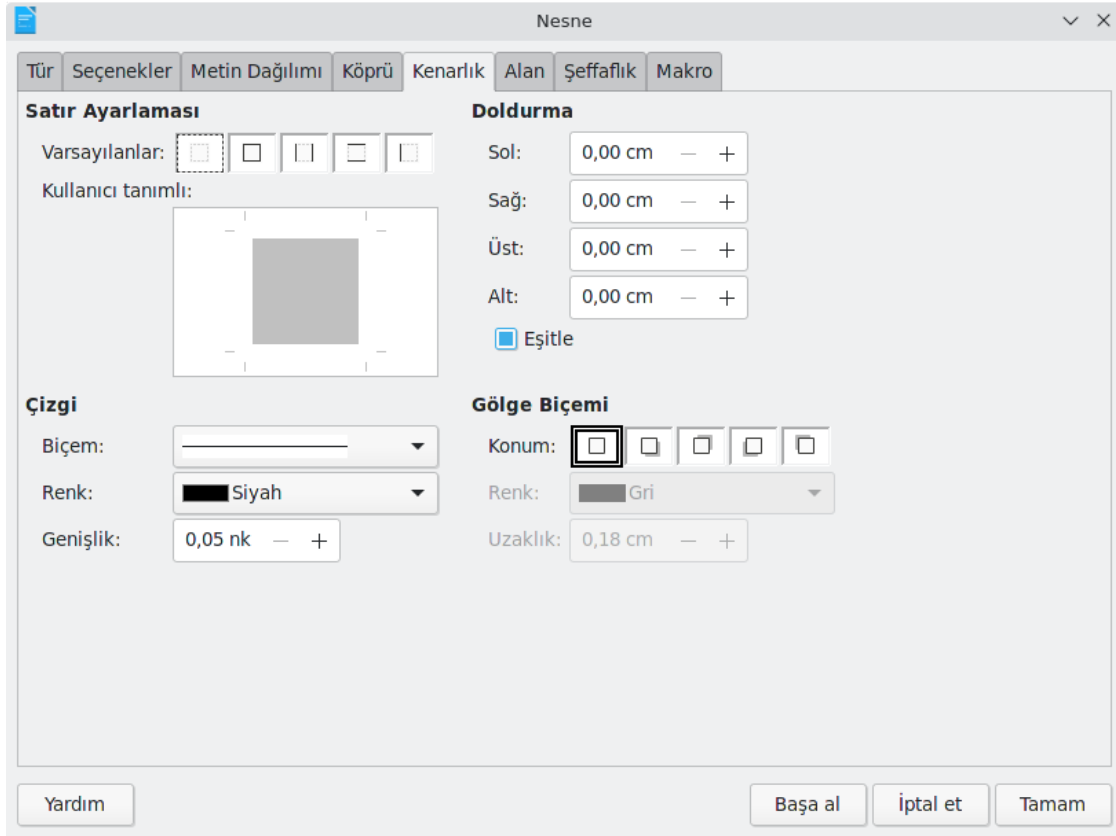 Nesne
Tür Seçenekler Metin Dağılımı Köprü Kenarlık Alan Şeffaflık Makro
Satır Ayarlaması
Varsayılanlar:
Kullanıcı tanımlı:
Doldurma
Sol: 0,00 cm
Sağ: 0,00 cm
Üst: 0,00 cm
Alt: 0,00 cm
Eşitle
Çizgi
Biçem:
Renk: Siyah
Genişlik: 0,05 nk
Gölge Biçemi
Konum:
Renk: Gri
Uzaklık: 0,18 cm
Yardım Başa al İptal et Tamam